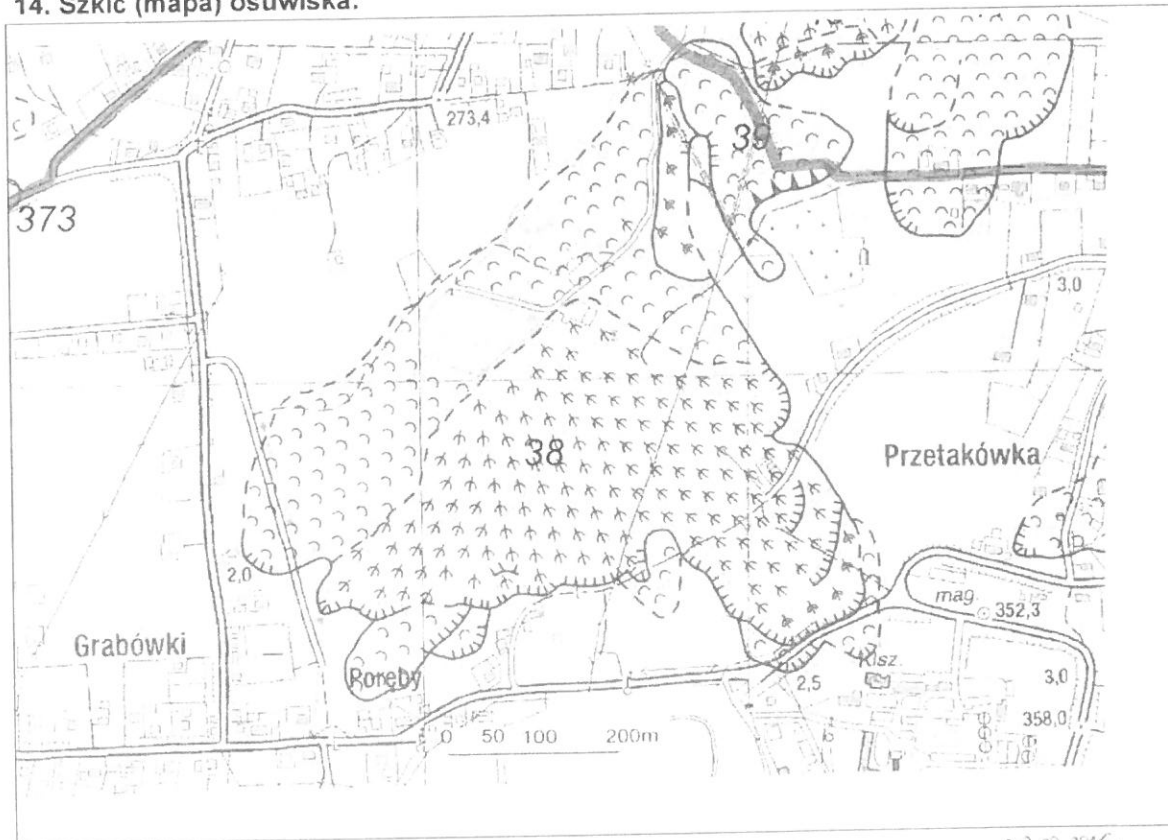 14. Szkic (mapa) osuwiska.
273,4
39
373
3,0
38
Przetakówka
2,0
mag.
352,3
Grabówki
Poręby
Klsz.
2,5
3,0
358,0
0 50 100 200m